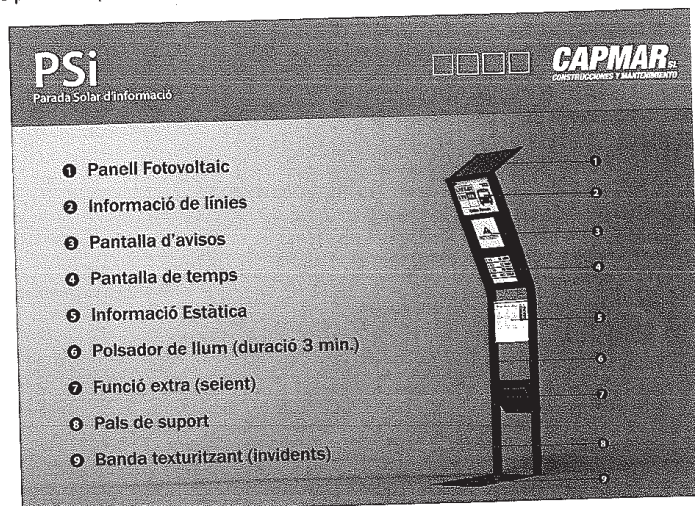 PSi
Parada Solar d'informació
CAPMAR SL
CONSTRUCCIONES Y MANTENIMIENTO
1 Panell Fotovoltaic
2 Informació de línies
3 Pantalla d'avisos
4 Pantalla de temps
5 Informació Estàtica
6 Polsador de llum (duració 3 min.)
7 Funció extra (seient)
8 Pals de suport
9 Banda texturitzant (invidents)
1
2
3
4
5
6
7
8
9
A